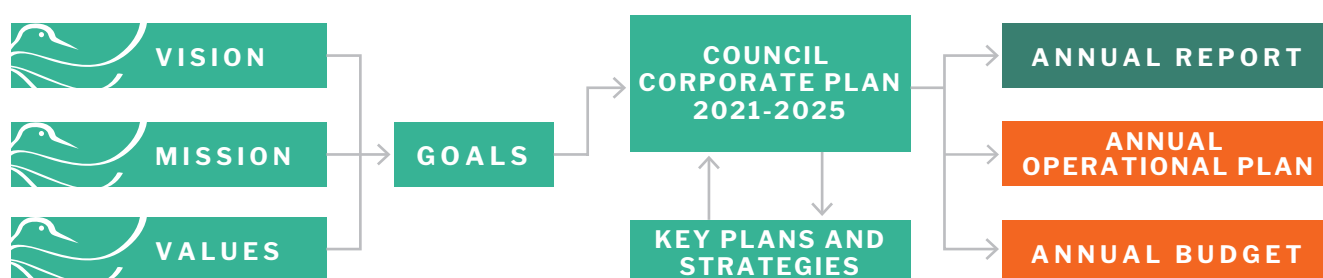 VISION
MISSION
VALUES
GOALS
COUNCIL
CORPORATE PLAN
2021-2025
KEY PLANS AND
STRATEGIES
ANNUAL REPORT
ANNUAL
OPERATIONAL PLAN
ANNUAL BUDGET